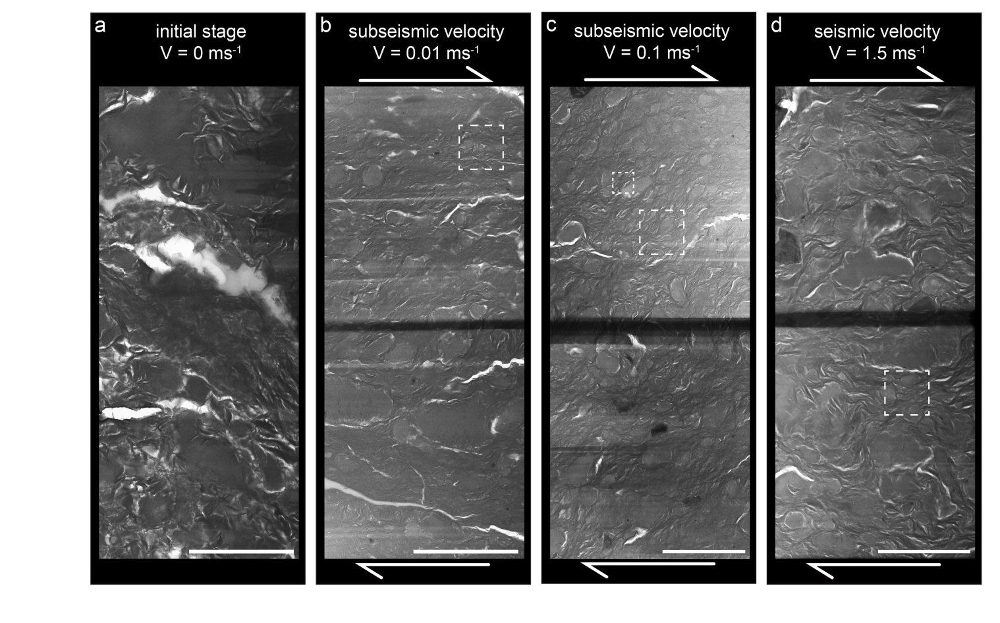 a
initial stage
V = 0 ms⁻¹
b
subseismic velocity
V = 0.01 ms⁻¹
c
subseismic velocity
V = 0.1 ms⁻¹
d
seismic velocity
V = 1.5 ms⁻¹